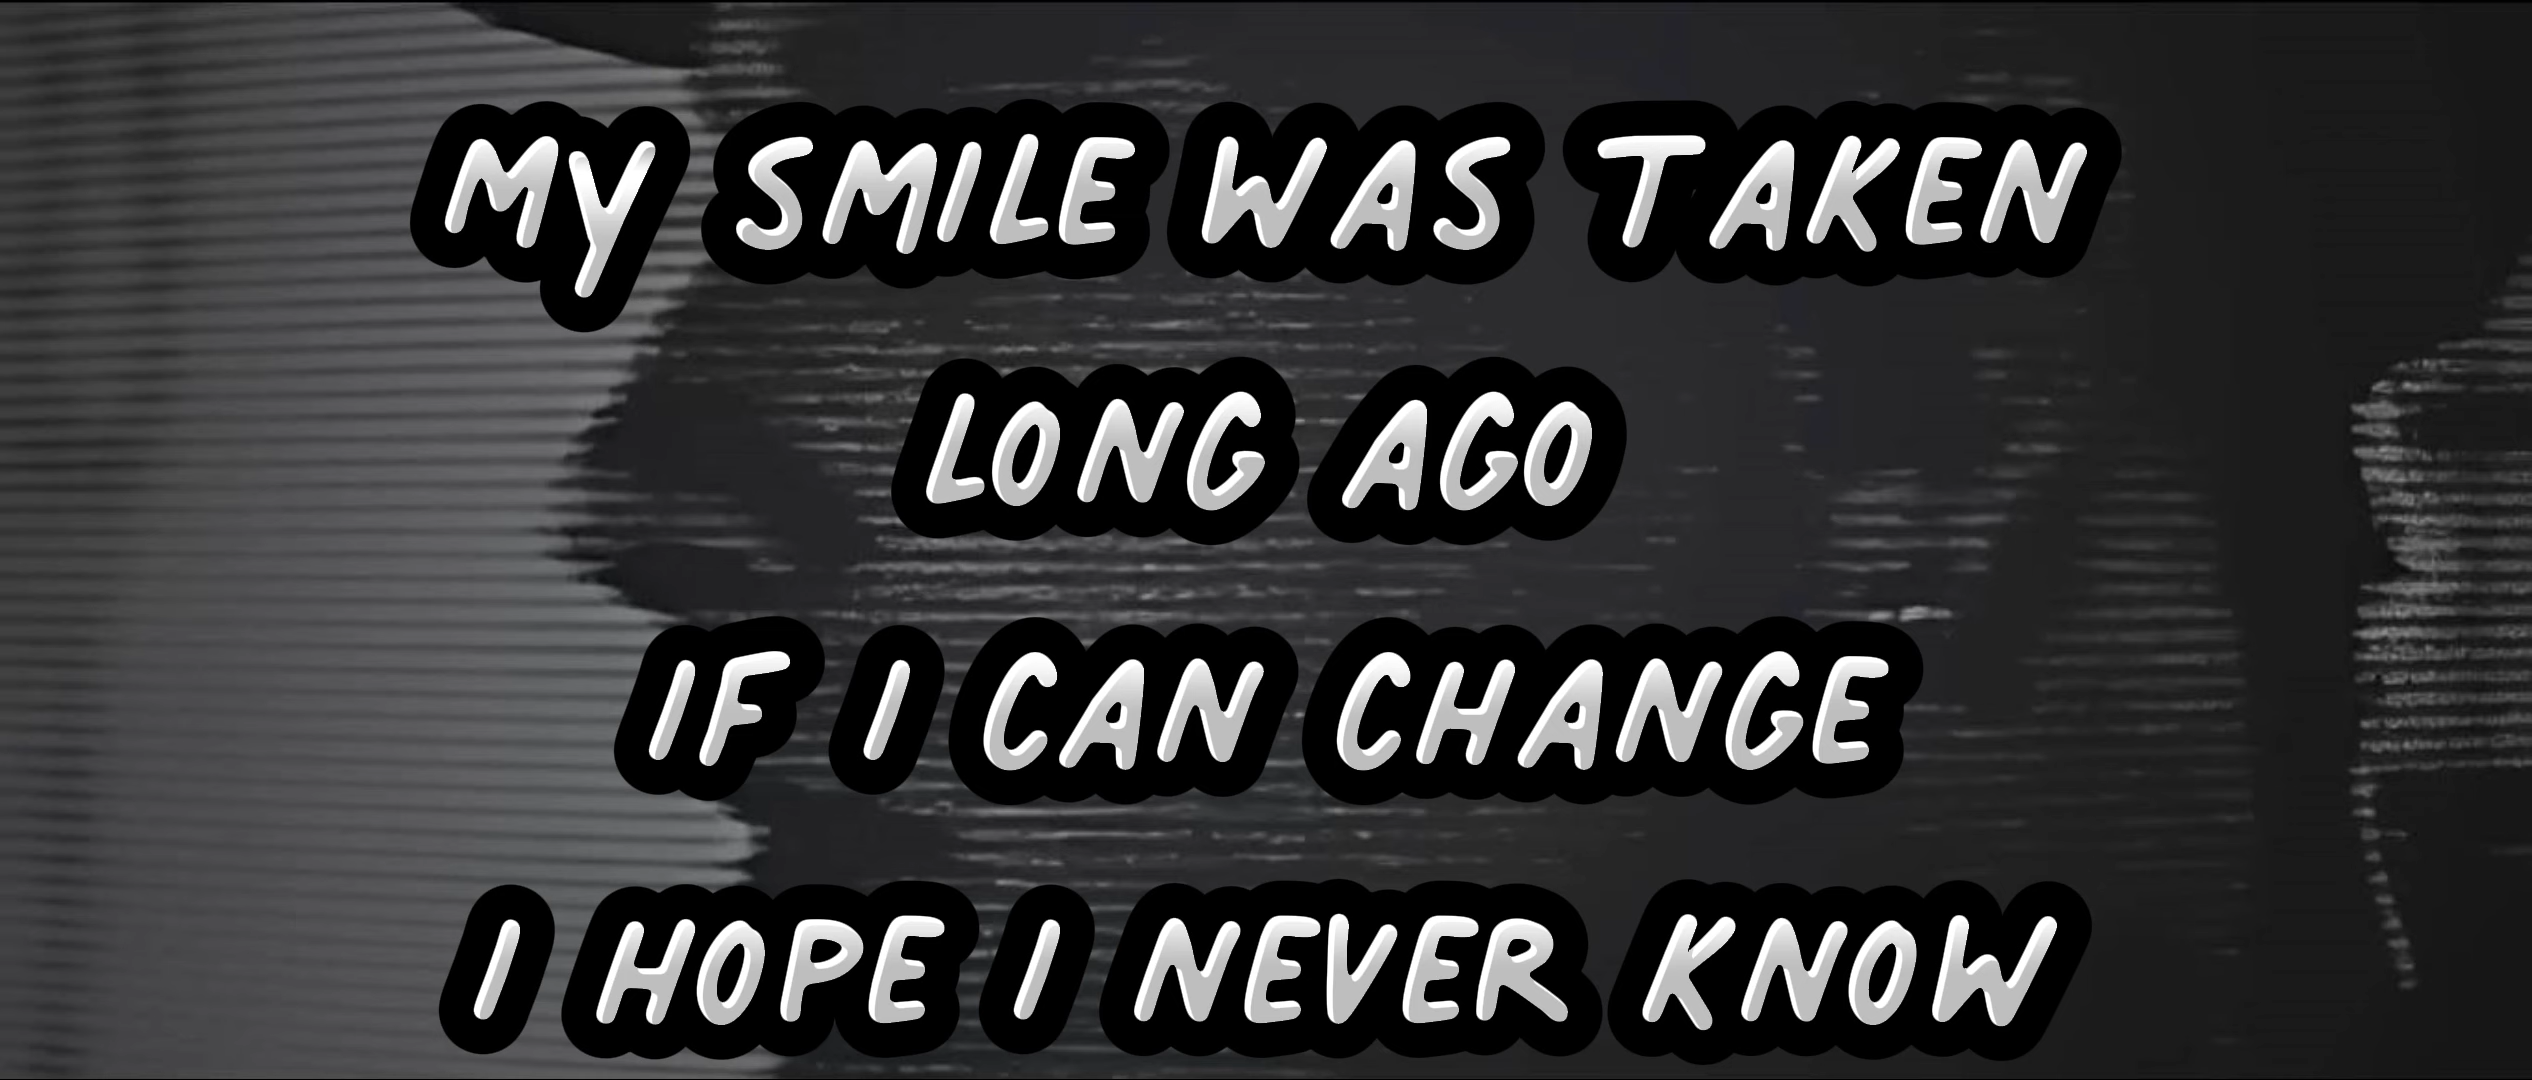 MY SMILE WAS TAKEN
LONG AGO
IF I CAN CHANGE
I HOPE I NEVER KNOW